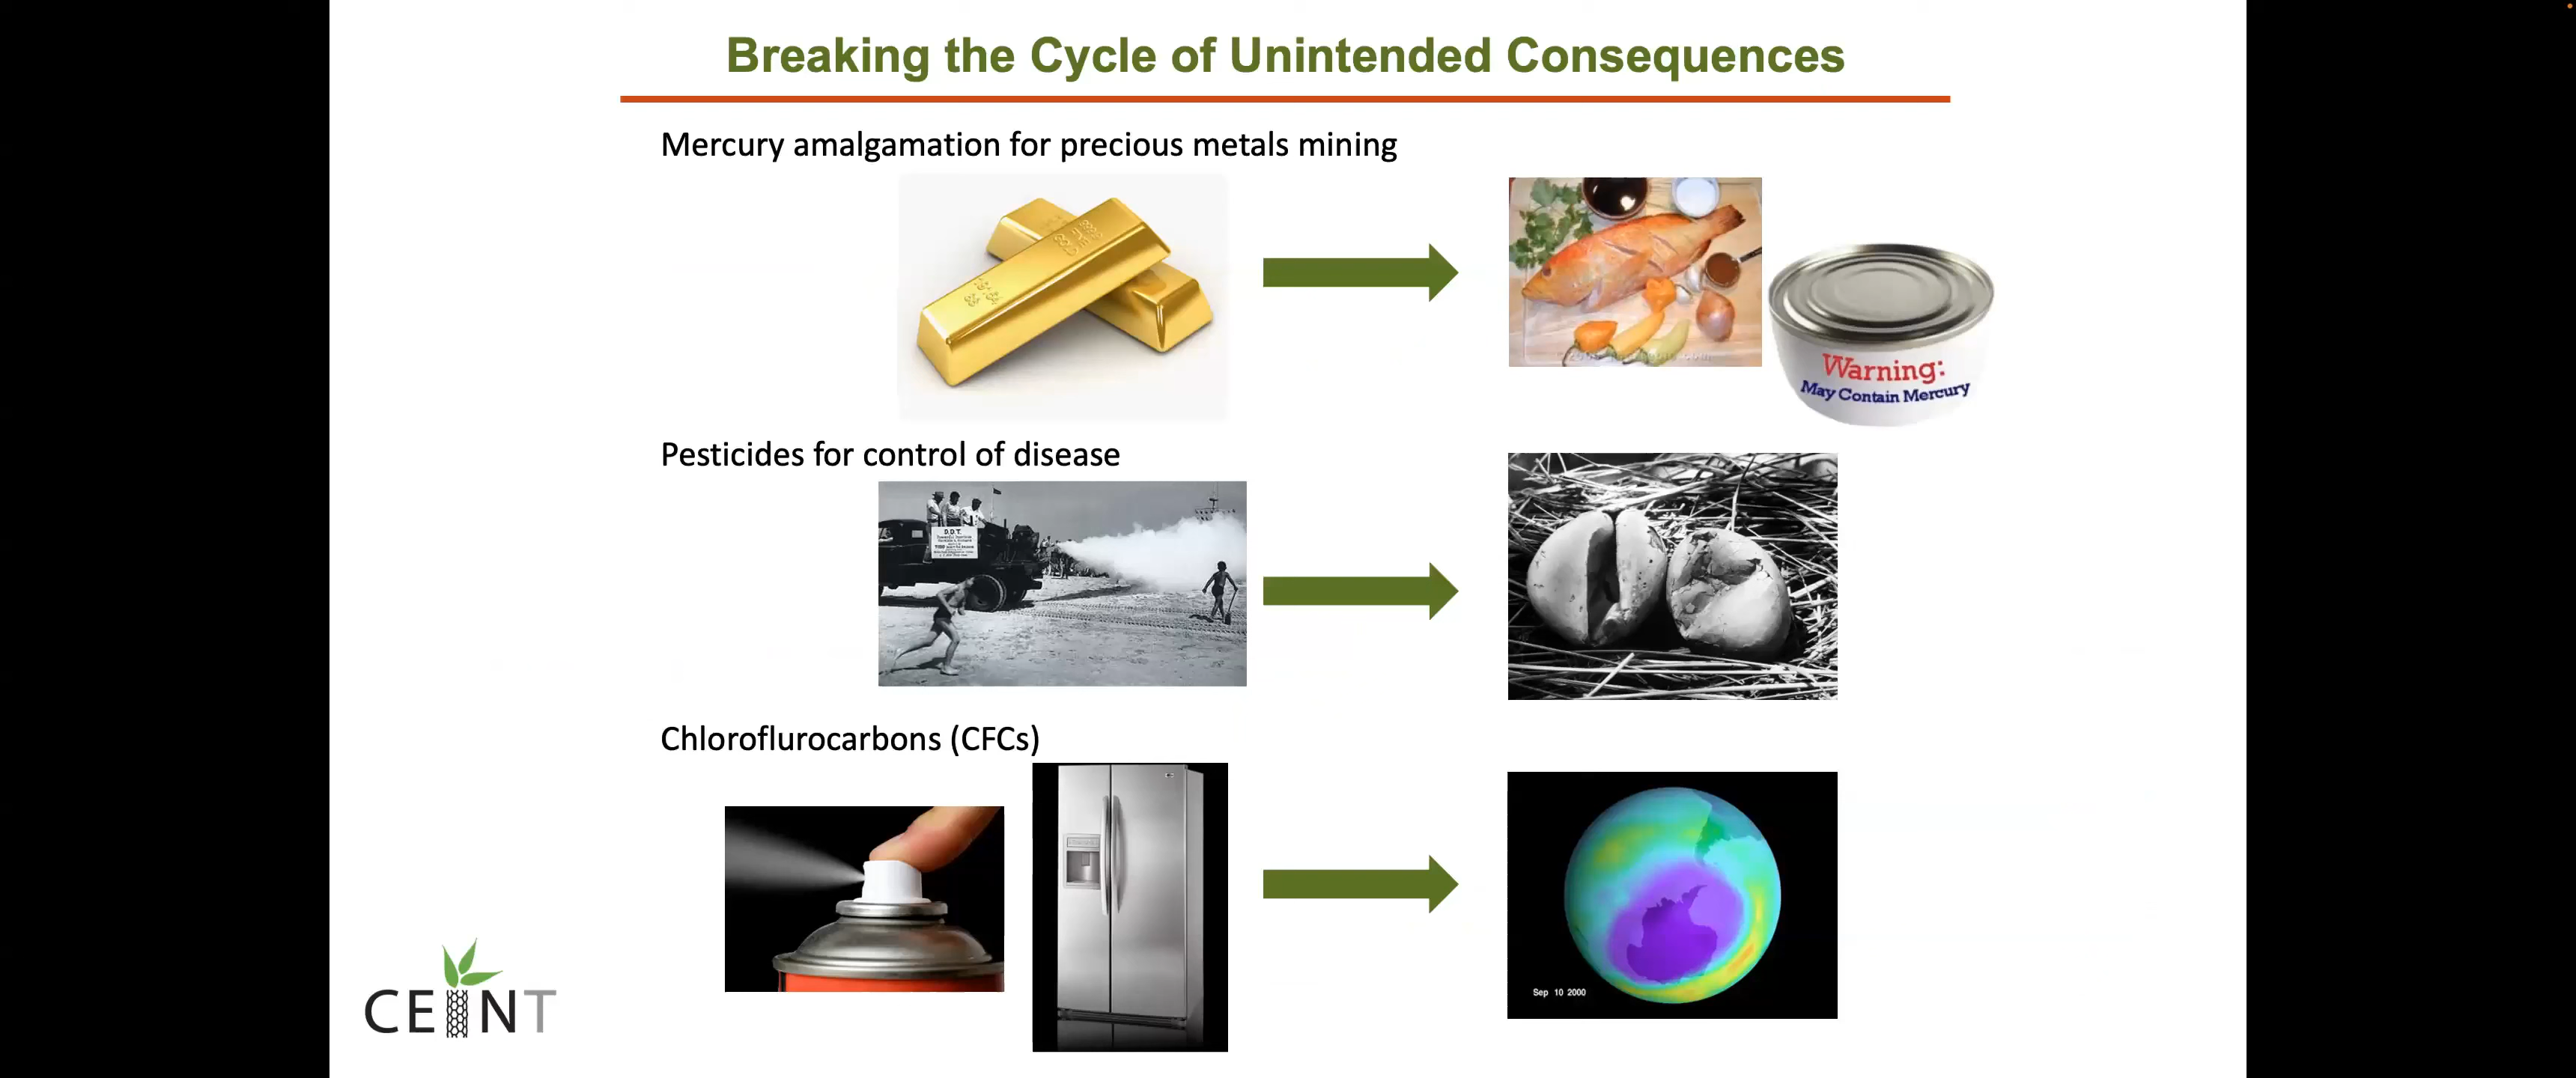 Breaking the Cycle of Unintended Consequences
Mercury amalgamation for precious metals mining
Warning:
May Contain Mercury
Pesticides for control of disease
D.D.T.
Chloroflurocarbons (CFCs)
Sep 10 2000
CEINT